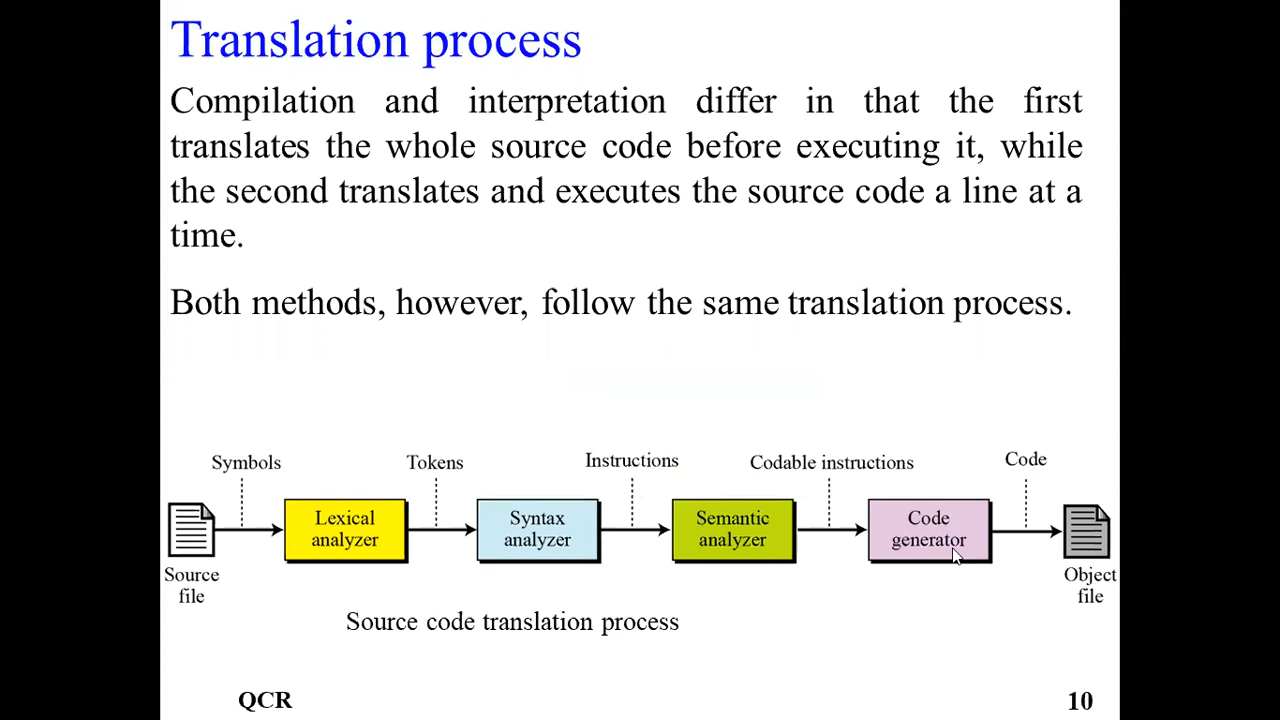 Translation process
Compilation and interpretation differ in that the first
translates the whole source code before executing it, while
the second translates and executes the source code a line at a
time.
Both methods, however, follow the same translation process.
Symbols
Tokens
Instructions
Codable instructions
Code
Lexical
analyzer
Syntax
analyzer
Semantic
analyzer
Code
generator
Source
file
Object
file
Source code translation process
QCR
10